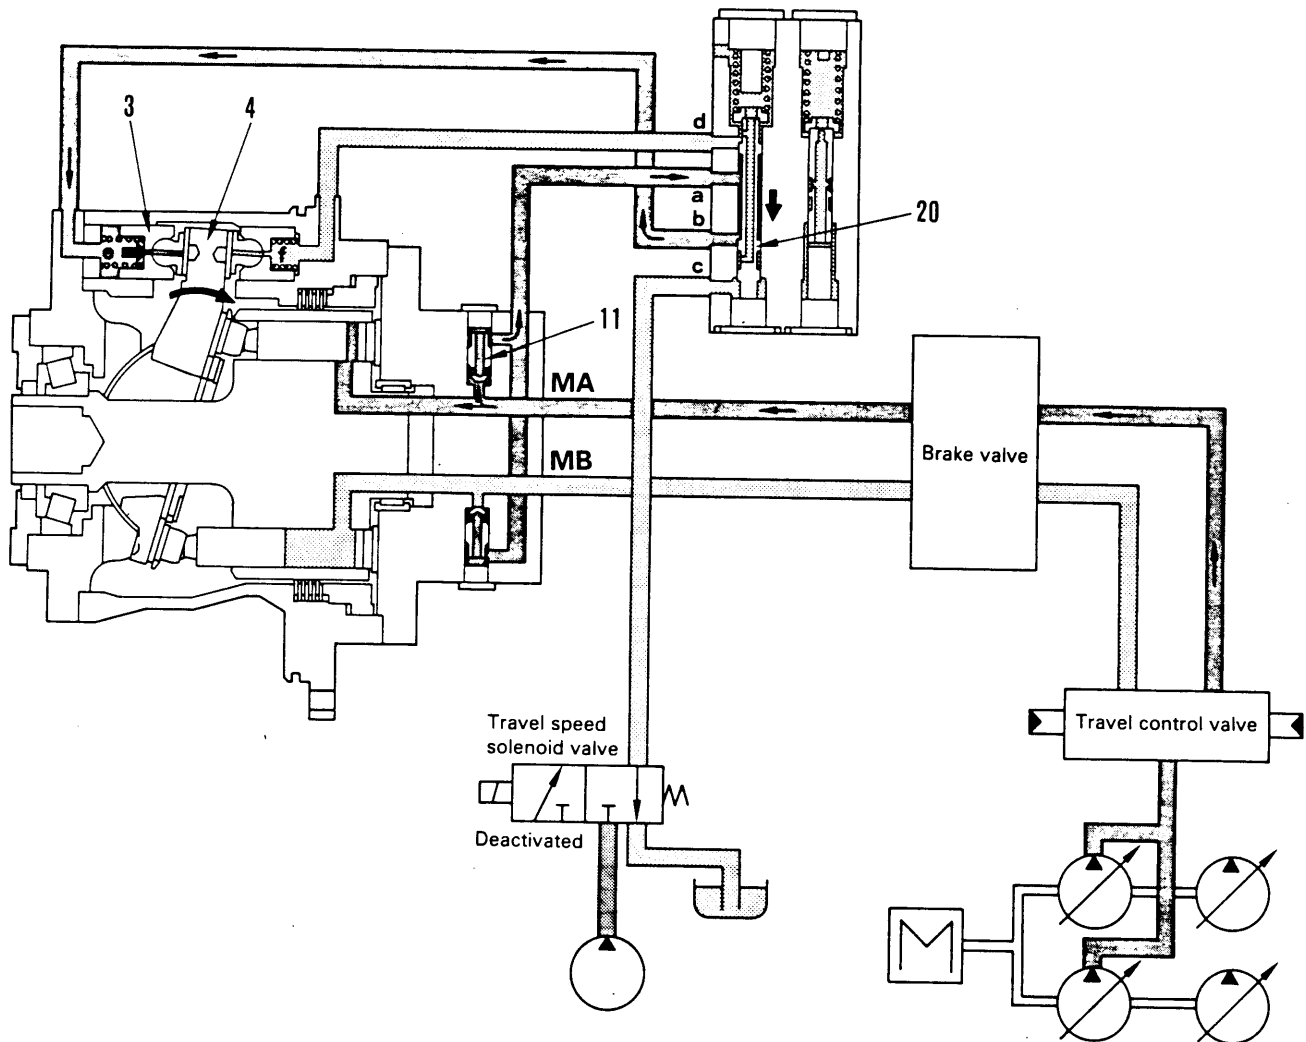 d
3
4
a
b
20
c
e
f
11
MA
MB
Brake valve
Travel speed
solenoid valve
Travel control valve
Deactivated
M